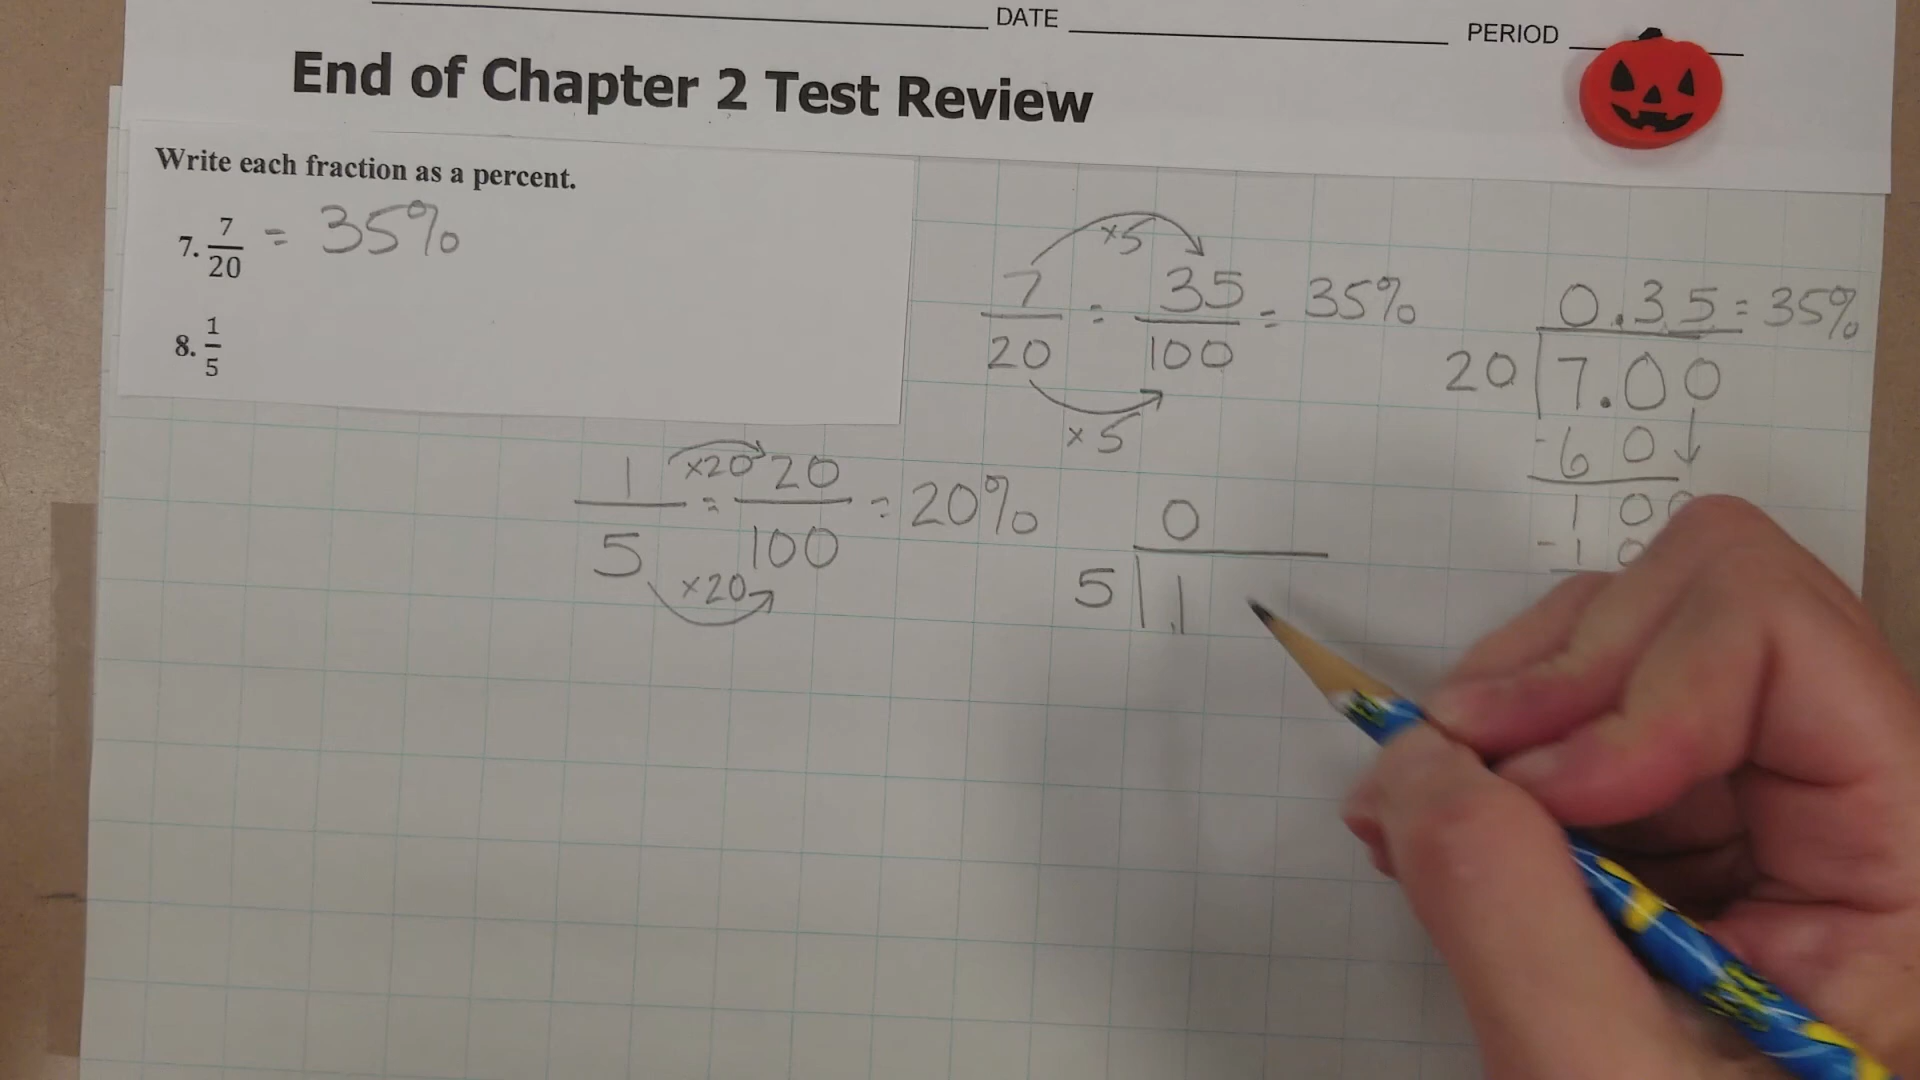 DATE PERIOD
End of Chapter 2 Test Review
Write each fraction as a percent.
7. 7/20 = 35%
8. 1/5
×5
7/20 = 35/100 = 35%
×5
0.35 = 35%
20 7.00
-60
100
-10
×20
1/5 = 20/100 = 20%
×20
0
5 1